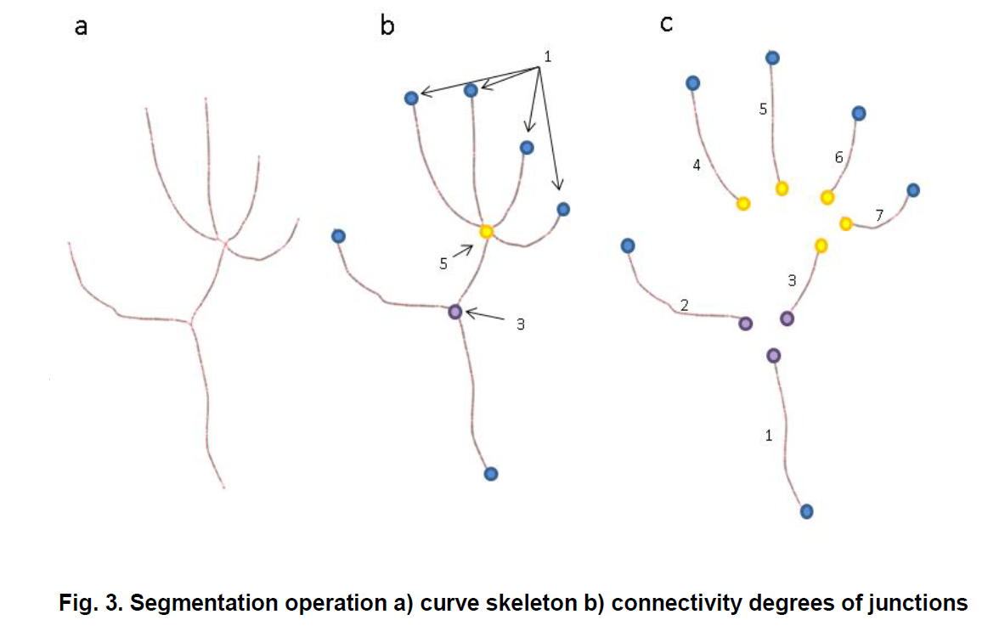 a
b
c
1
5
3
4
5
6
7
2
3
1
Fig. 3. Segmentation operation a) curve skeleton b) connectivity degrees of junctions